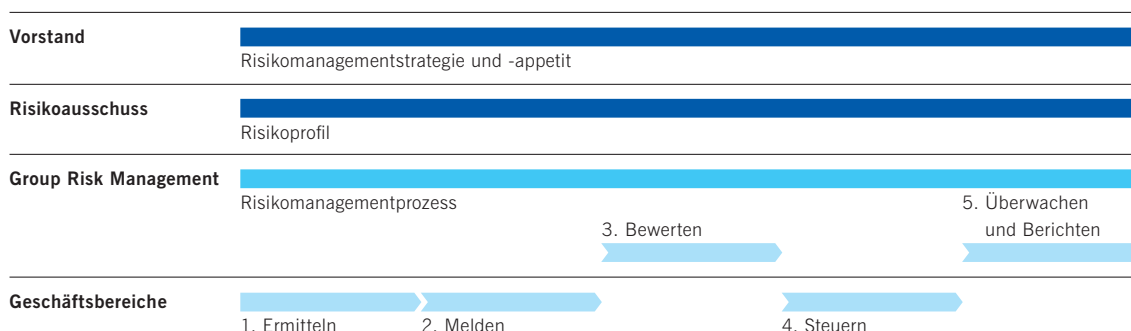 Vorstand
Risikomanagementstrategie und -appetit
Risikoausschuss
Risikoprofil
Group Risk Management
Risikomanagementprozess
3. Bewerten
5. Überwachen
und Berichten
Geschäftsbereiche
1. Ermitteln
2. Melden
4. Steuern